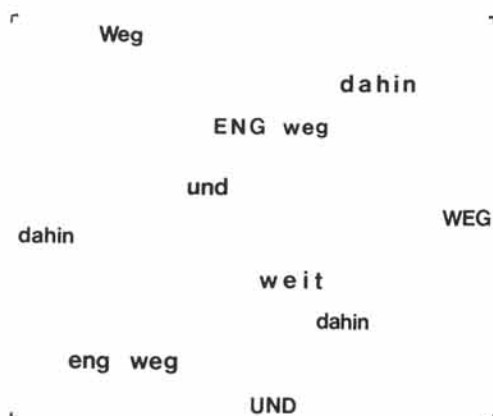 Weg
dahin
ENG weg
und
WEG
dahin
weit
dahin
eng weg
UND